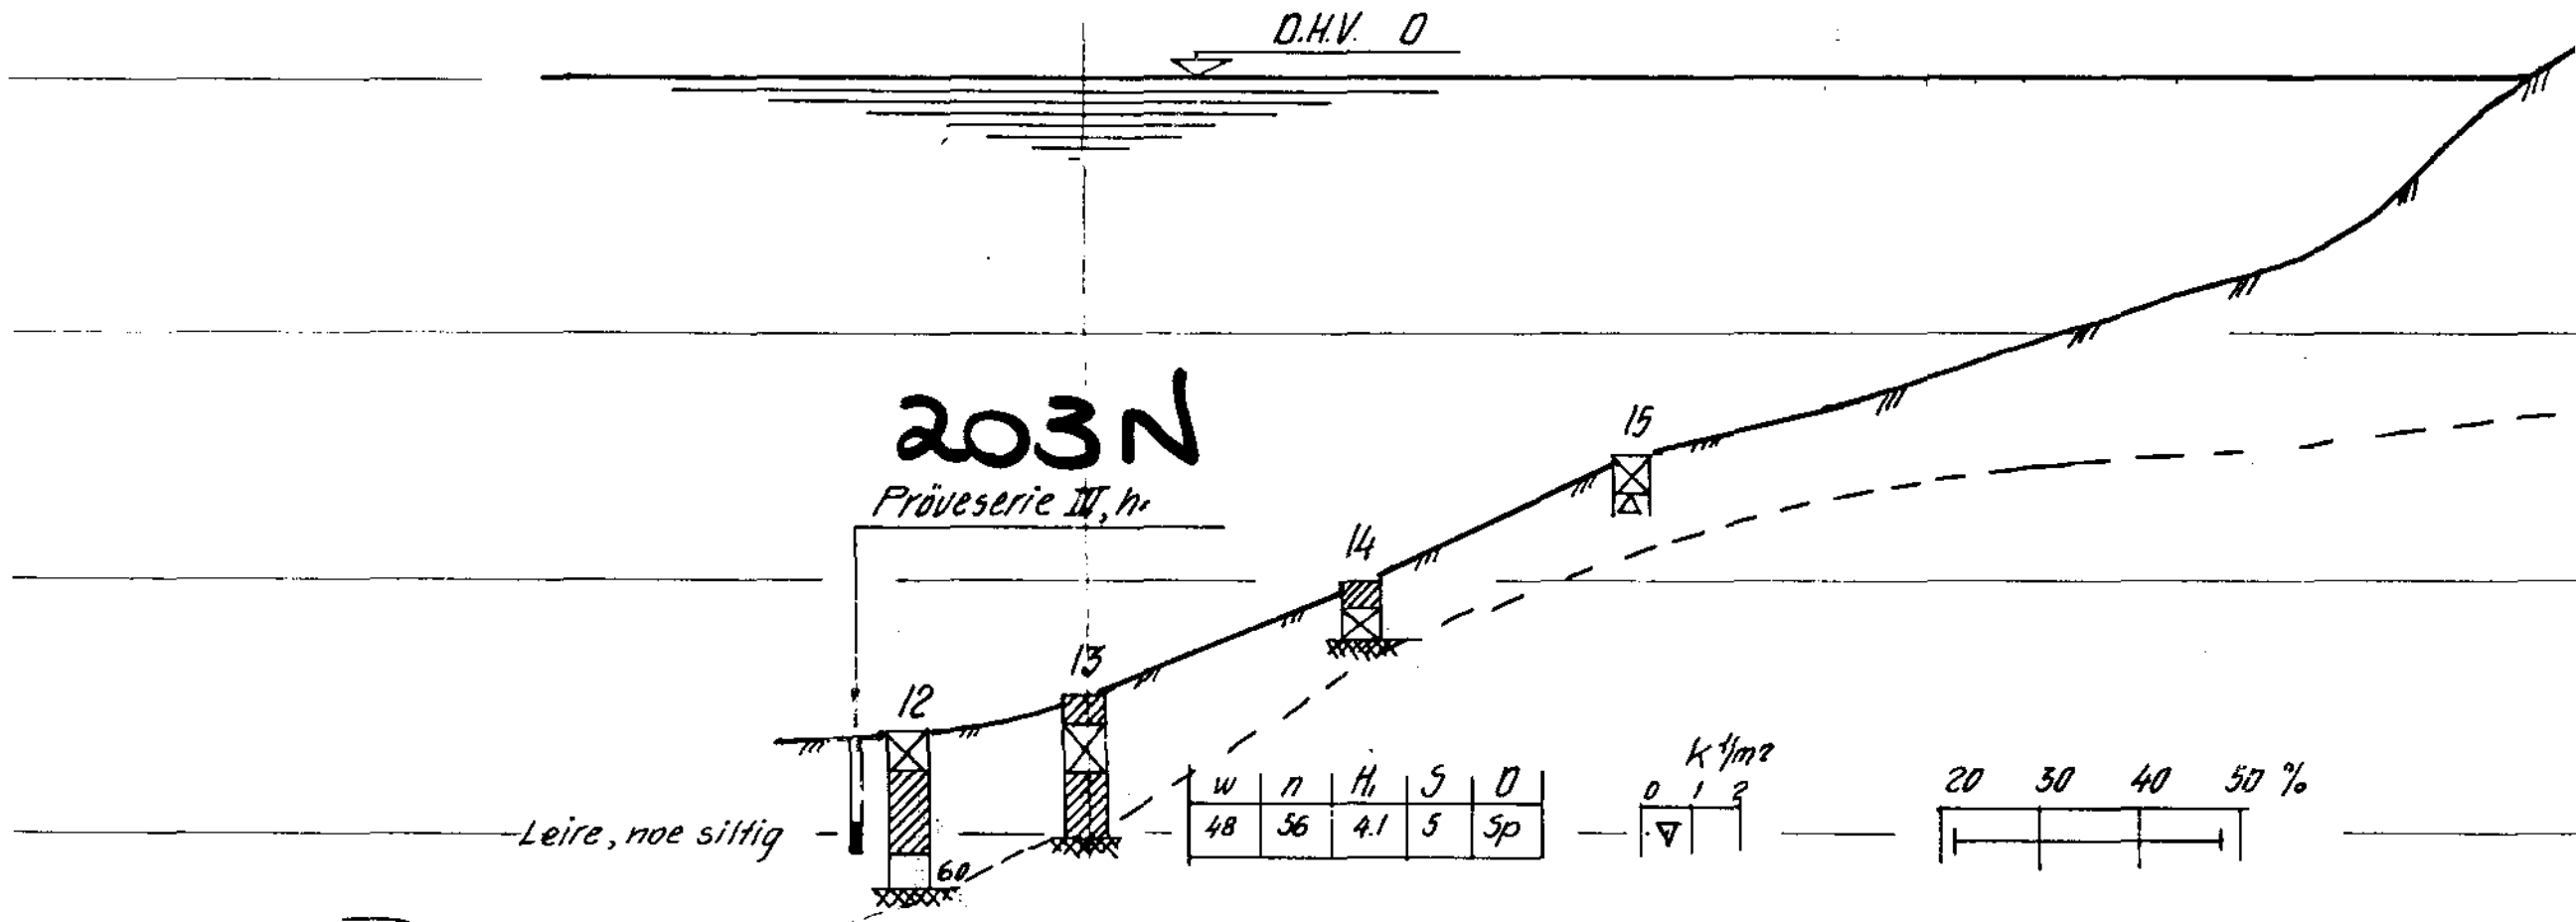 D.H.V. 0
203N
Pröveserie IV, h.
15
14
13
12
60
Leire, noe siltig
w n H₁ S O
48 56 4.1 5 Sp
k t/m²
0 1 2
20 30 40 50 %